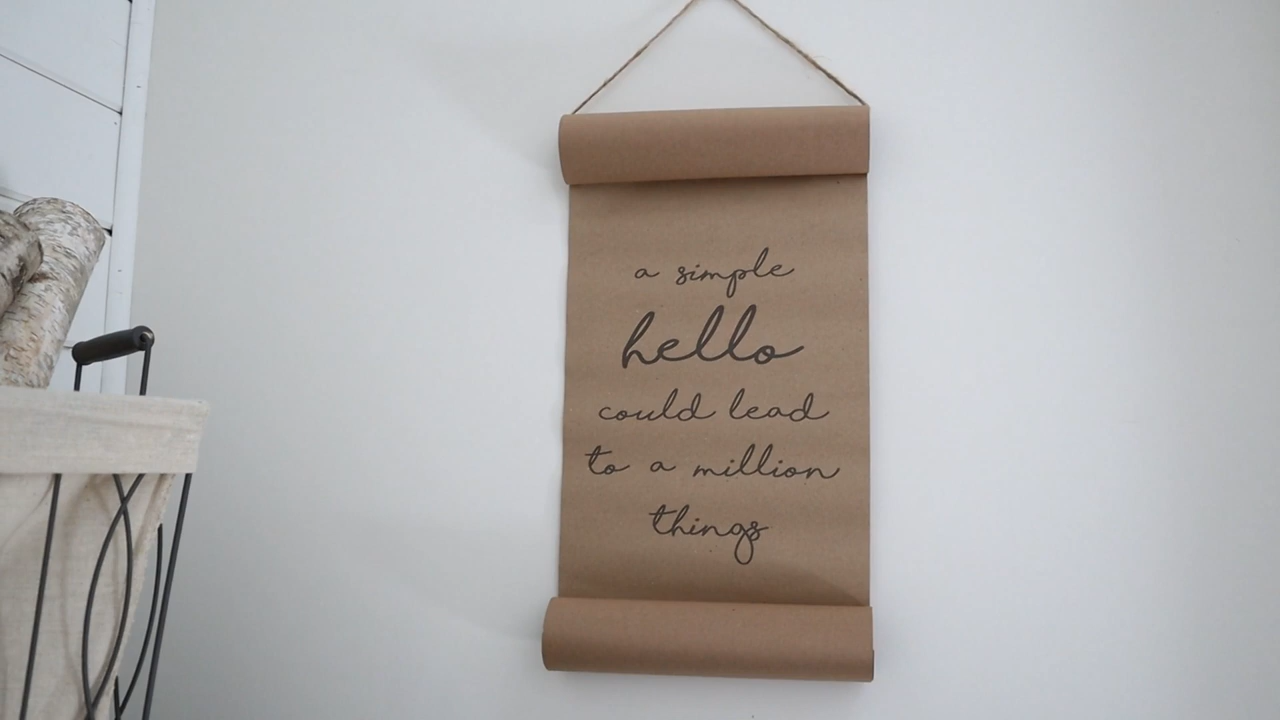 a simple
hello
could lead
to a million
things